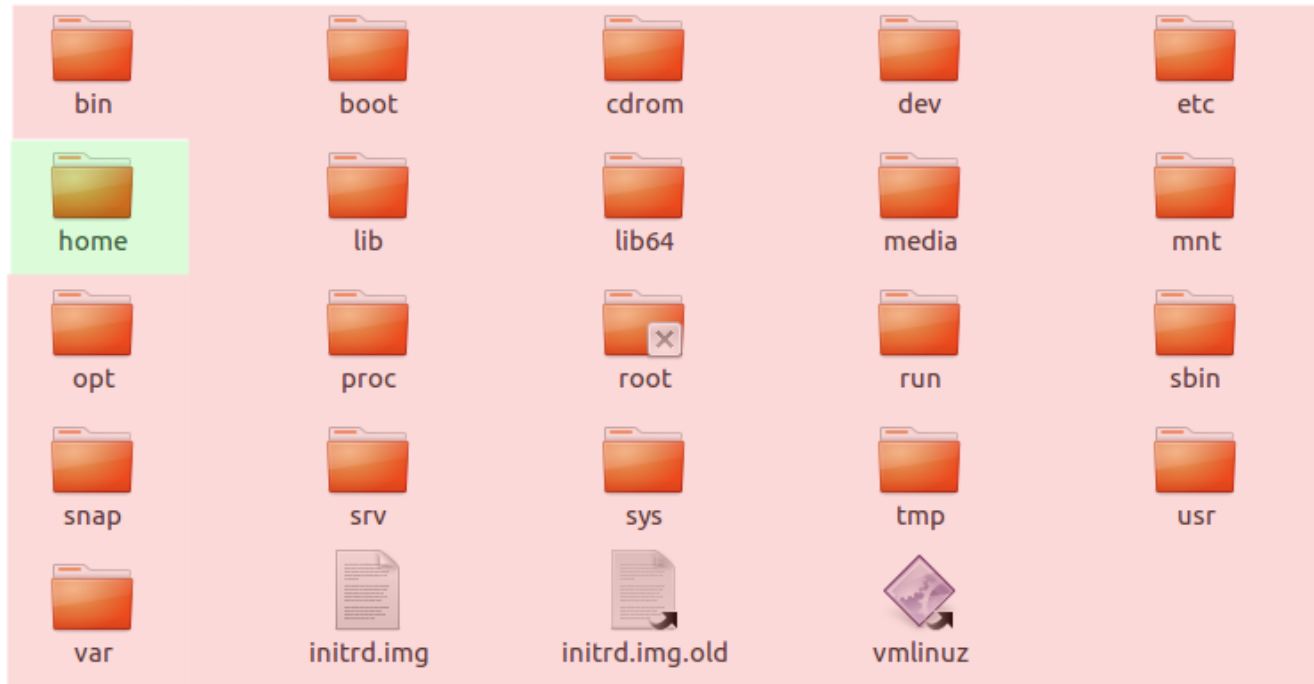 bin boot cdrom dev etc
home lib lib64 media mnt
opt proc root run sbin
snap srv sys tmp usr
var initrd.img initrd.img.old vmlinuz